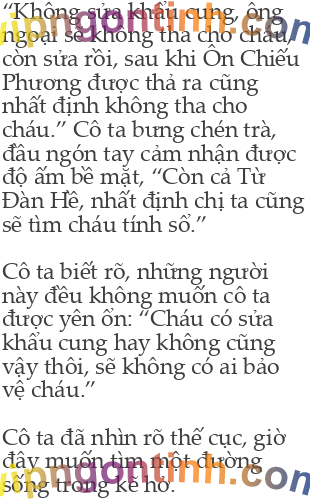 “Không sửa khẩu cung, ông
ngoại sẽ không tha cho cháu,
còn sửa rồi, sau khi Ôn Chiếu
Phương được thả ra cũng
nhất định không tha cho
cháu.” Cô ta bưng chén trà,
đầu ngón tay cảm nhận được
độ ấm bề mặt, “Còn cả Từ
Đàn Hề, nhất định chị ta cũng
sẽ tìm cháu tính sổ.”
Cô ta biết rõ, những người
này đều không muốn cô ta
được yên ổn: “Cháu có sửa
khẩu cung hay không cũng
vậy thôi, sẽ không có ai bảo
vệ cháu.”
Cô ta đã nhìn rõ thế cục, giờ
đây muốn tìm một đường
sống trong kẽ hở.
vipngontinh.com
vipngontinh.com